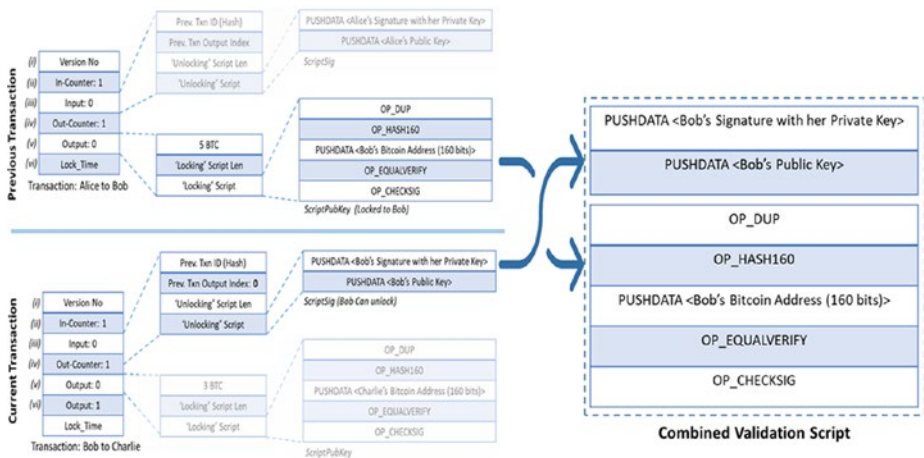 Previous Transaction
(i) Version No
(ii) In-Counter: 1
(iii) Input: 0
(iv) Out-Counter: 1
(v) Output: 0
(vi) Lock_Time
Transaction: Alice to Bob
Prev. Txn ID (Hash)
Prev. Txn Output Index
'Unlocking' Script Len
'Unlocking' Script
PUSHDATA <Alice's Signature with her Private Key>
PUSHDATA <Alice's Public Key>
ScriptSig
5 BTC
'Locking' Script Len
'Locking' Script
OP_DUP
OP_HASH160
PUSHDATA <Bob's Bitcoin Address (160 bits)>
OP_EQUALVERIFY
OP_CHECKSIG
ScriptPubKey (Locked to Bob)
Current Transaction
(i) Version No
(ii) In-Counter: 1
(iii) Input: 0
(iv) Out-Counter: 1
(v) Output: 0
(vi) Output: 1
Lock_Time
Transaction: Bob to Charlie
Prev. Txn ID (Hash)
Prev. Txn Output Index: 0
'Unlocking' Script Len
'Unlocking' Script
PUSHDATA <Bob's Signature with her Private Key>
PUSHDATA <Bob's Public Key>
ScriptSig (Bob Can unlock)
3 BTC
'Locking' Script Len
'Locking' Script
OP_DUP
OP_HASH160
PUSHDATA <Charlie's Bitcoin Address (160 bits)>
OP_EQUALVERIFY
OP_CHECKSIG
ScriptPubKey
PUSHDATA <Bob's Signature with her Private Key>
PUSHDATA <Bob's Public Key>
OP_DUP
OP_HASH160
PUSHDATA <Bob's Bitcoin Address (160 bits)>
OP_EQUALVERIFY
OP_CHECKSIG
Combined Validation Script